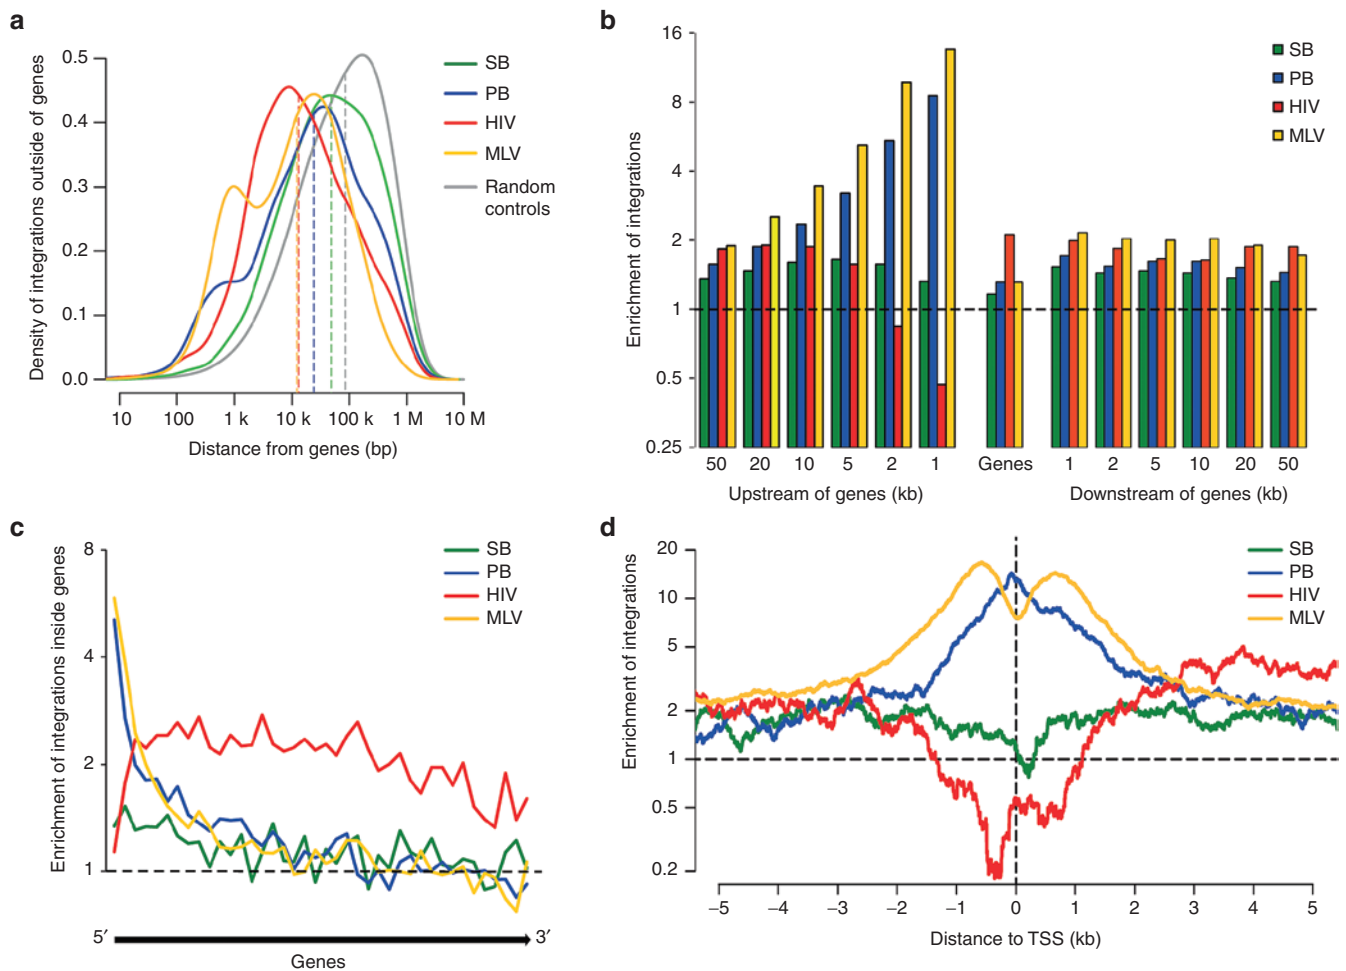 a
Density of integrations outside of genes
0.5
0.4
0.3
0.2
0.1
0.0
10 100 1 k 10 k 100 k 1 M 10 M
Distance from genes (bp)
SB
PB
HIV
MLV
Random
controls
b
Enrichment of integrations
16
8
4
2
1
0.5
0.25
50 20 10 5 2 1 Genes 1 2 5 10 20 50
Upstream of genes (kb) Downstream of genes (kb)
SB
PB
HIV
MLV
c
Enrichment of integrations inside genes
8
4
2
1
5′ 3′
Genes
SB
PB
HIV
MLV
d
Enrichment of integrations
20
10
5
2
1
0.5
0.2
–5 –4 –3 –2 –1 0 1 2 3 4 5
Distance to TSS (kb)
SB
PB
HIV
MLV